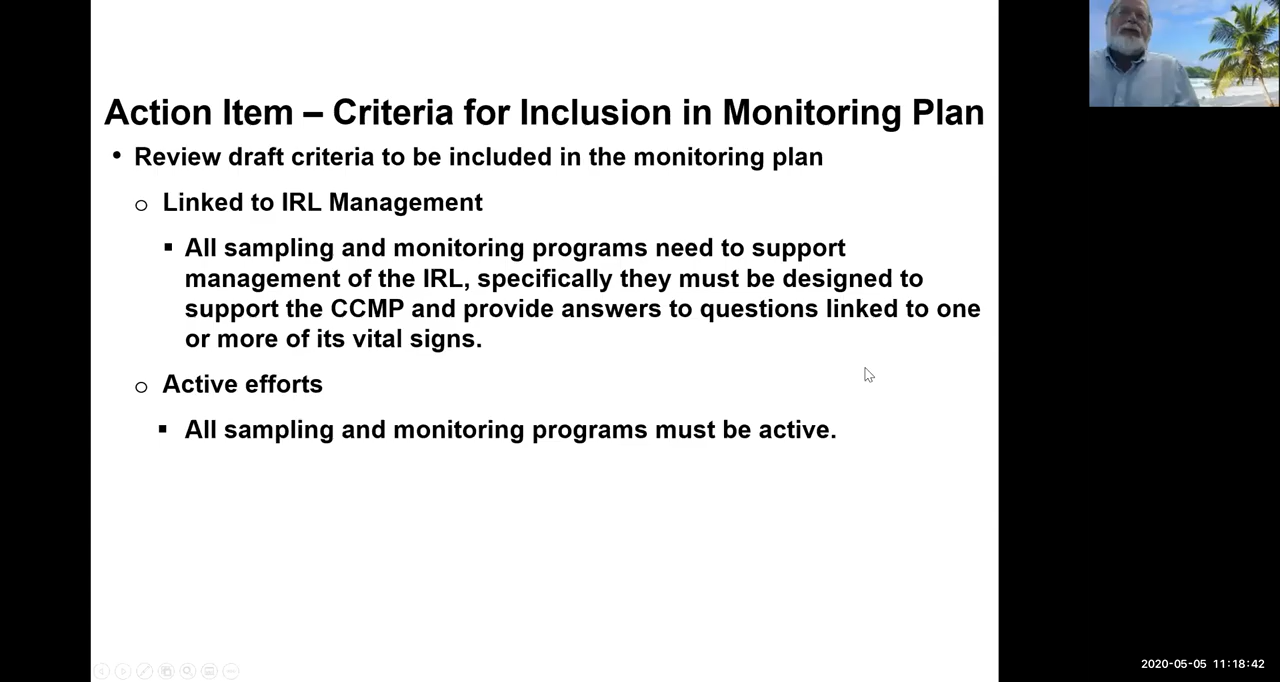 Action Item – Criteria for Inclusion in Monitoring Plan
• Review draft criteria to be included in the monitoring plan
o Linked to IRL Management
▪ All sampling and monitoring programs need to support
management of the IRL, specifically they must be designed to
support the CCMP and provide answers to questions linked to one
or more of its vital signs.
o Active efforts
▪ All sampling and monitoring programs must be active.
2020-05-05 11:18:42